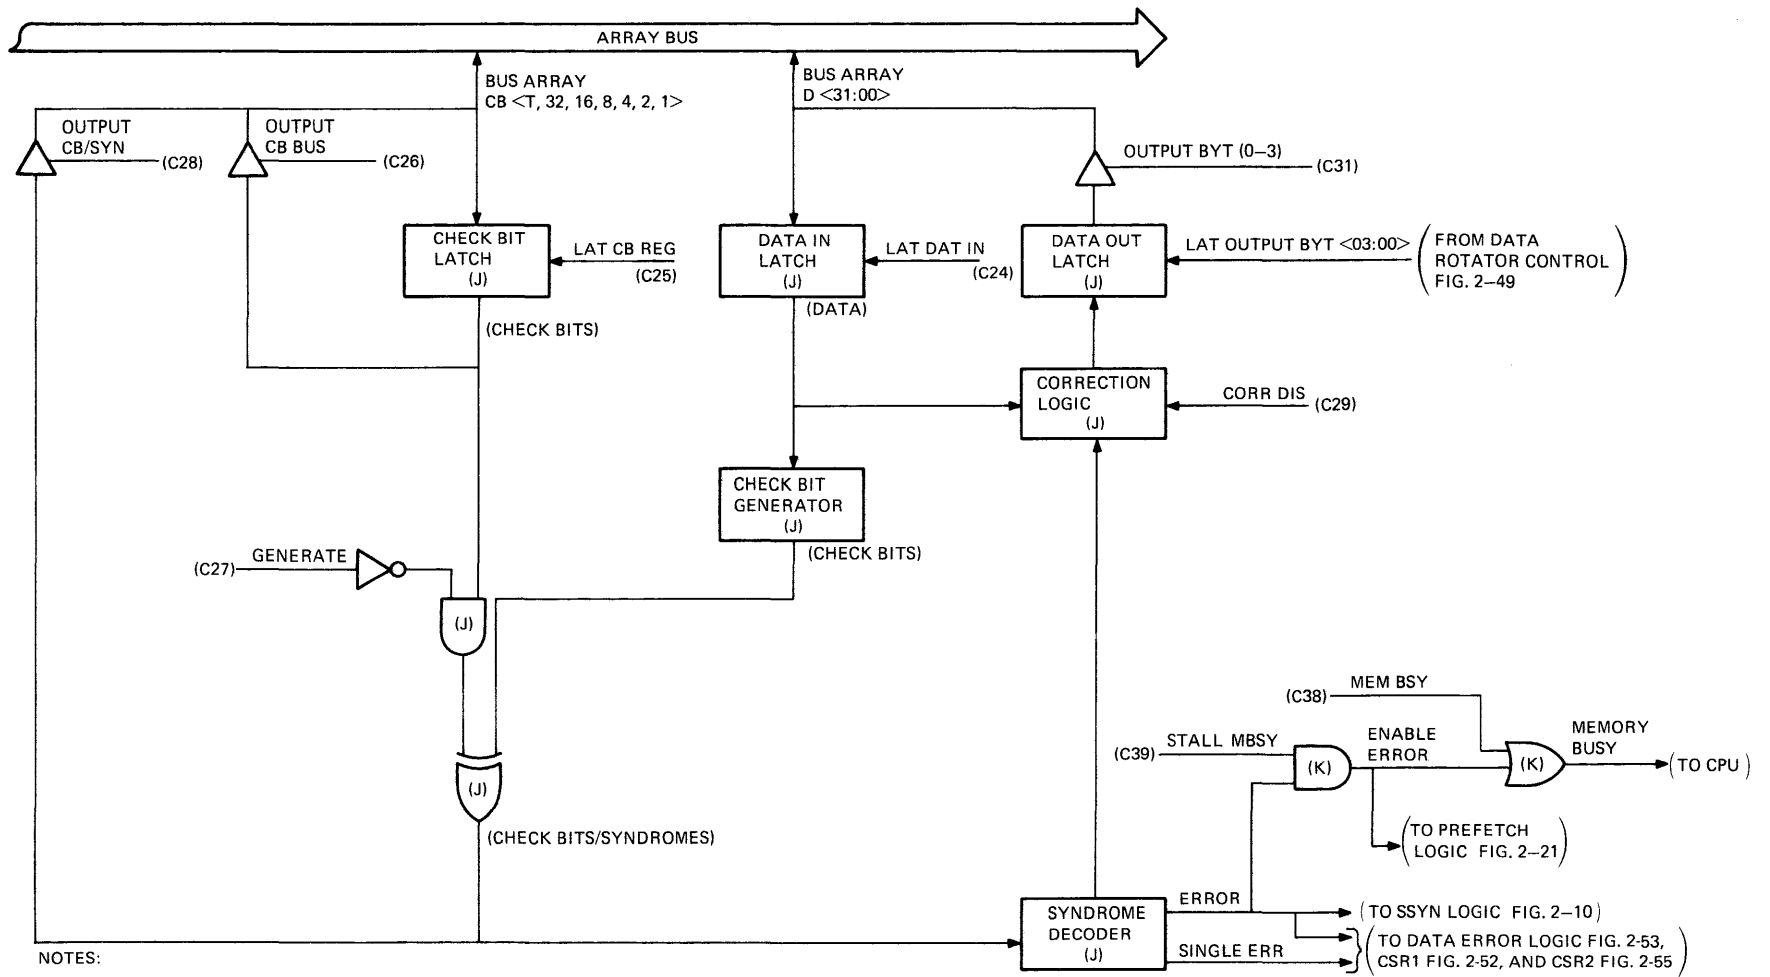 ARRAY BUS
BUS ARRAY
CB <T, 32, 16, 8, 4, 2, 1>
BUS ARRAY
D <31:00>
OUTPUT
CB/SYN
(C28)
OUTPUT
CB BUS
(C26)
OUTPUT BYT (0–3)
(C31)
CHECK BIT
LATCH
(J)
LAT CB REG
(C25)
DATA IN
LATCH
(J)
LAT DAT IN
(C24)
DATA OUT
LATCH
(J)
LAT OUTPUT BYT <03:00>
(FROM DATA
ROTATOR CONTROL
FIG. 2–49)
(CHECK BITS)
(DATA)
CORRECTION
LOGIC
(J)
CORR DIS
(C29)
CHECK BIT
GENERATOR
(J)
(CHECK BITS)
(C27)
GENERATE
(J)
(J)
(CHECK BITS/SYNDROMES)
(C38)
MEM BSY
(C39)
STALL MBSY
(K)
ENABLE
ERROR
(K)
MEMORY
BUSY
(TO CPU)
(TO PREFETCH
LOGIC FIG. 2–21)
SYNDROME
DECODER
(J)
ERROR
(TO SSYN LOGIC FIG. 2–10)
SINGLE ERR
(TO DATA ERROR LOGIC FIG. 2-53,
CSR1 FIG. 2-52, AND CSR2 FIG. 2-55)
NOTES: